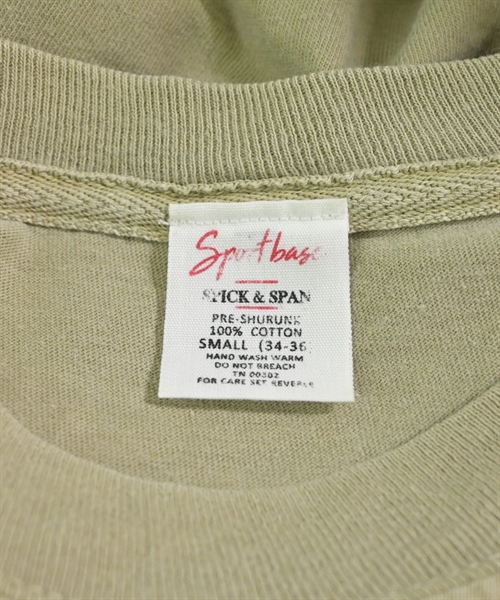 Sportbase
SPICK & SPAN
PRE-SHURUNK
100% COTTON
SMALL (34-36
HAND WASH WARM
DO NOT BREACH
TN 00302
FOR CARE SET REVERSE